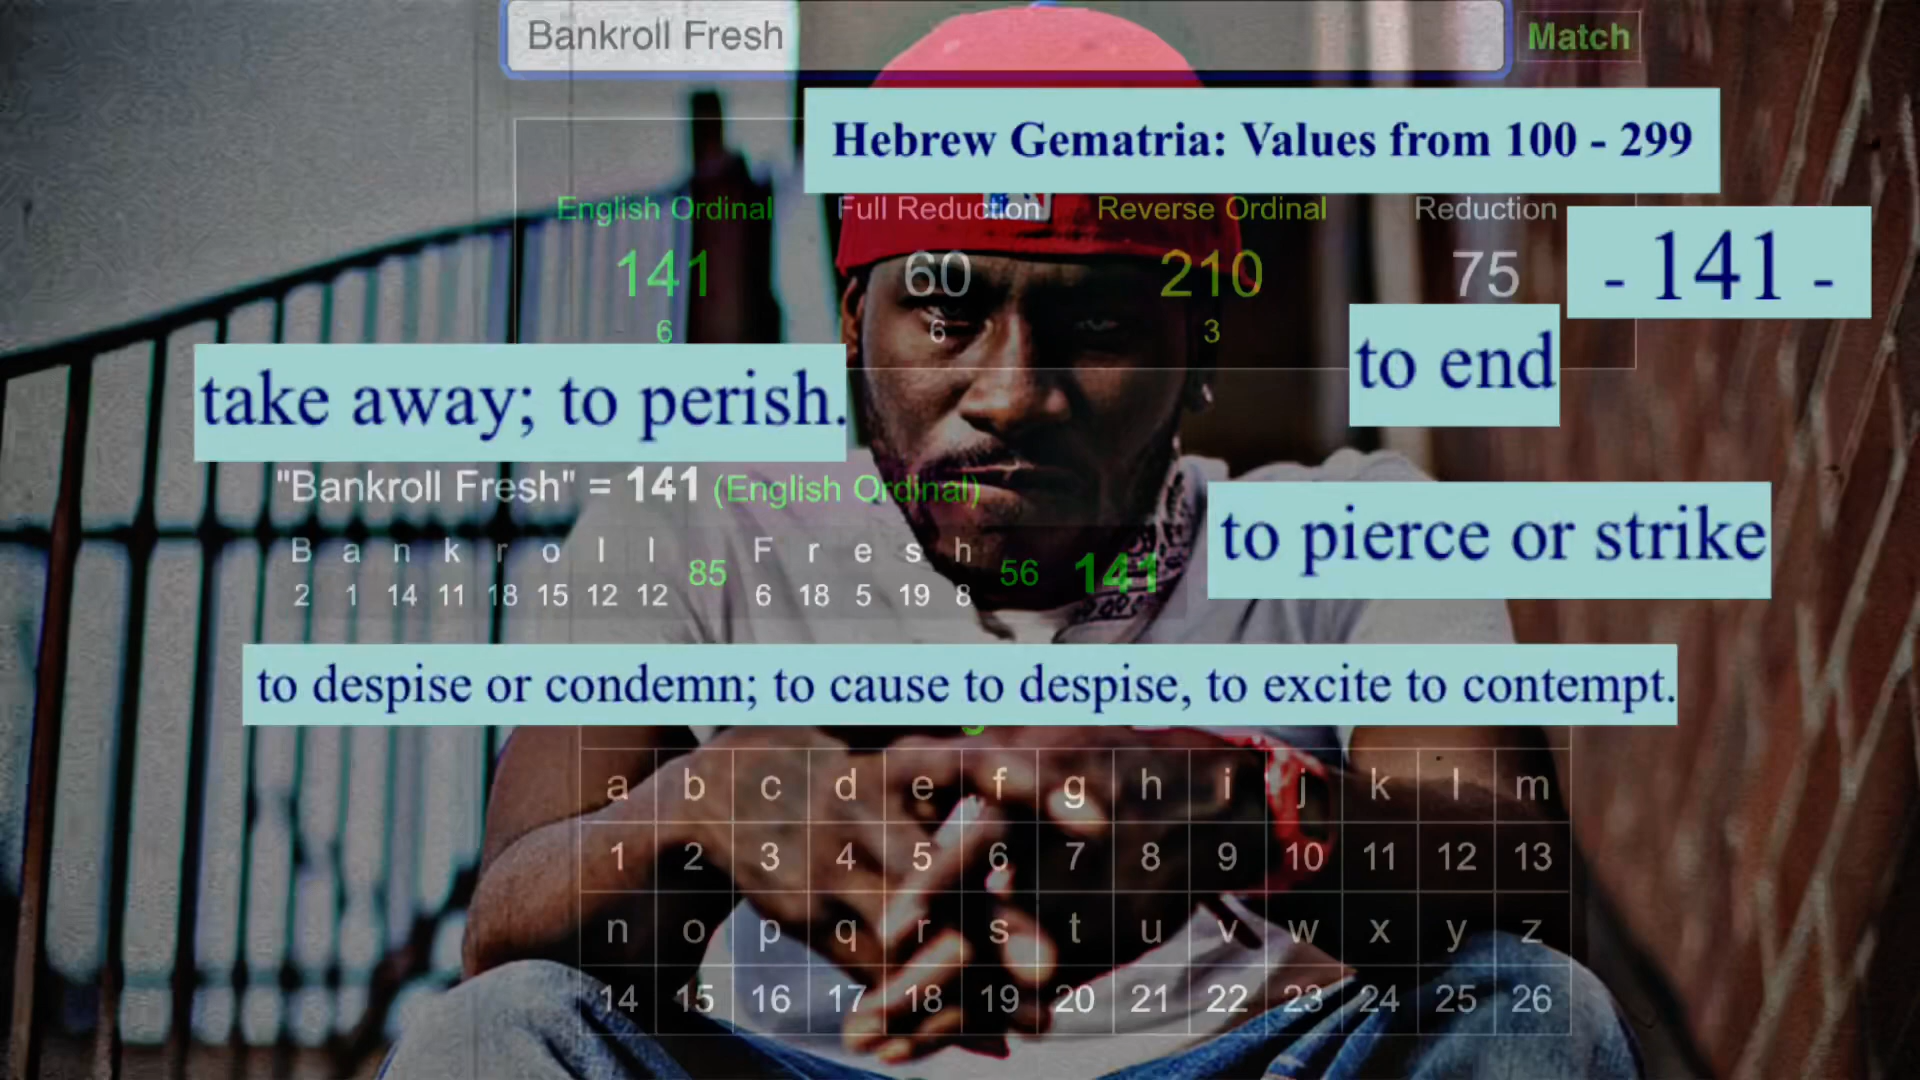 Bankroll Fresh
Match
Hebrew Gematria: Values from 100 - 299
English Ordinal Full Reduction Reverse Ordinal Reduction
141 60 210 75
- 141 -
6 6 3
to end
take away; to perish.
"Bankroll Fresh" = 141 (English Ordinal)
to pierce or strike
B a n k r o l l F r e s h
85 56 141
2 1 14 11 18 15 12 12 6 18 5 19 8
to despise or condemn; to cause to despise, to excite to contempt.
a b c d e f g h i j k l m
1 2 3 4 5 6 7 8 9 10 11 12 13
n o p q r s t u v w x y z
14 15 16 17 18 19 20 21 22 23 24 25 26